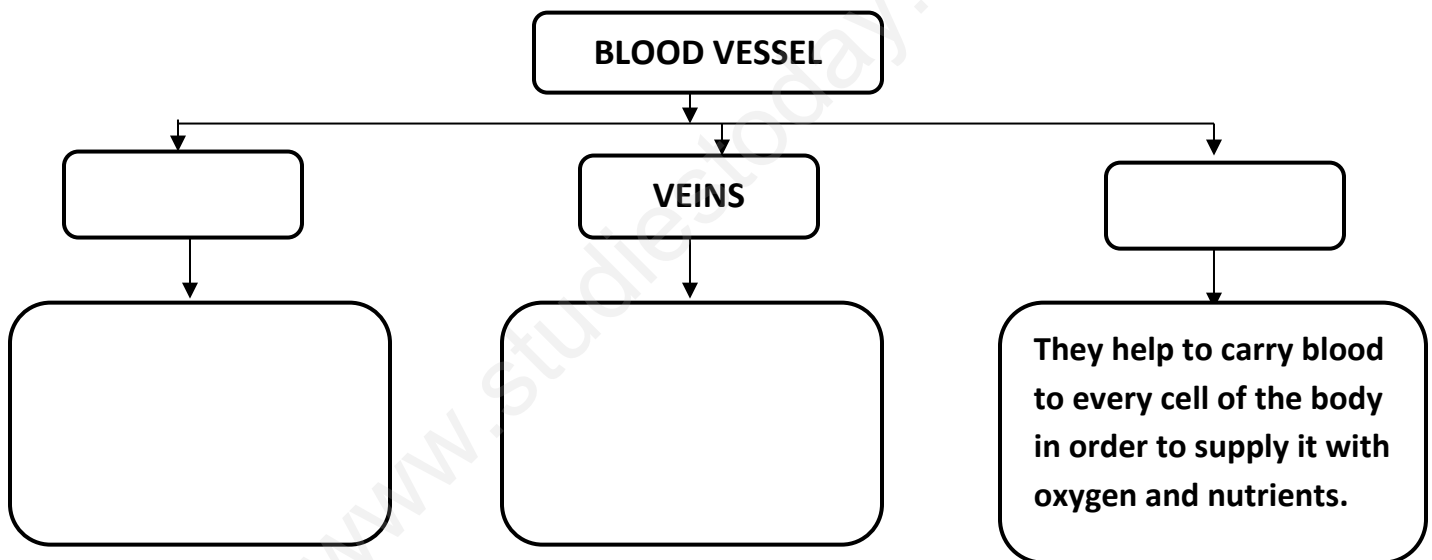 BLOOD VESSEL
VEINS
They help to carry blood
to every cell of the body
in order to supply it with
oxygen and nutrients.
www.studiestoday.